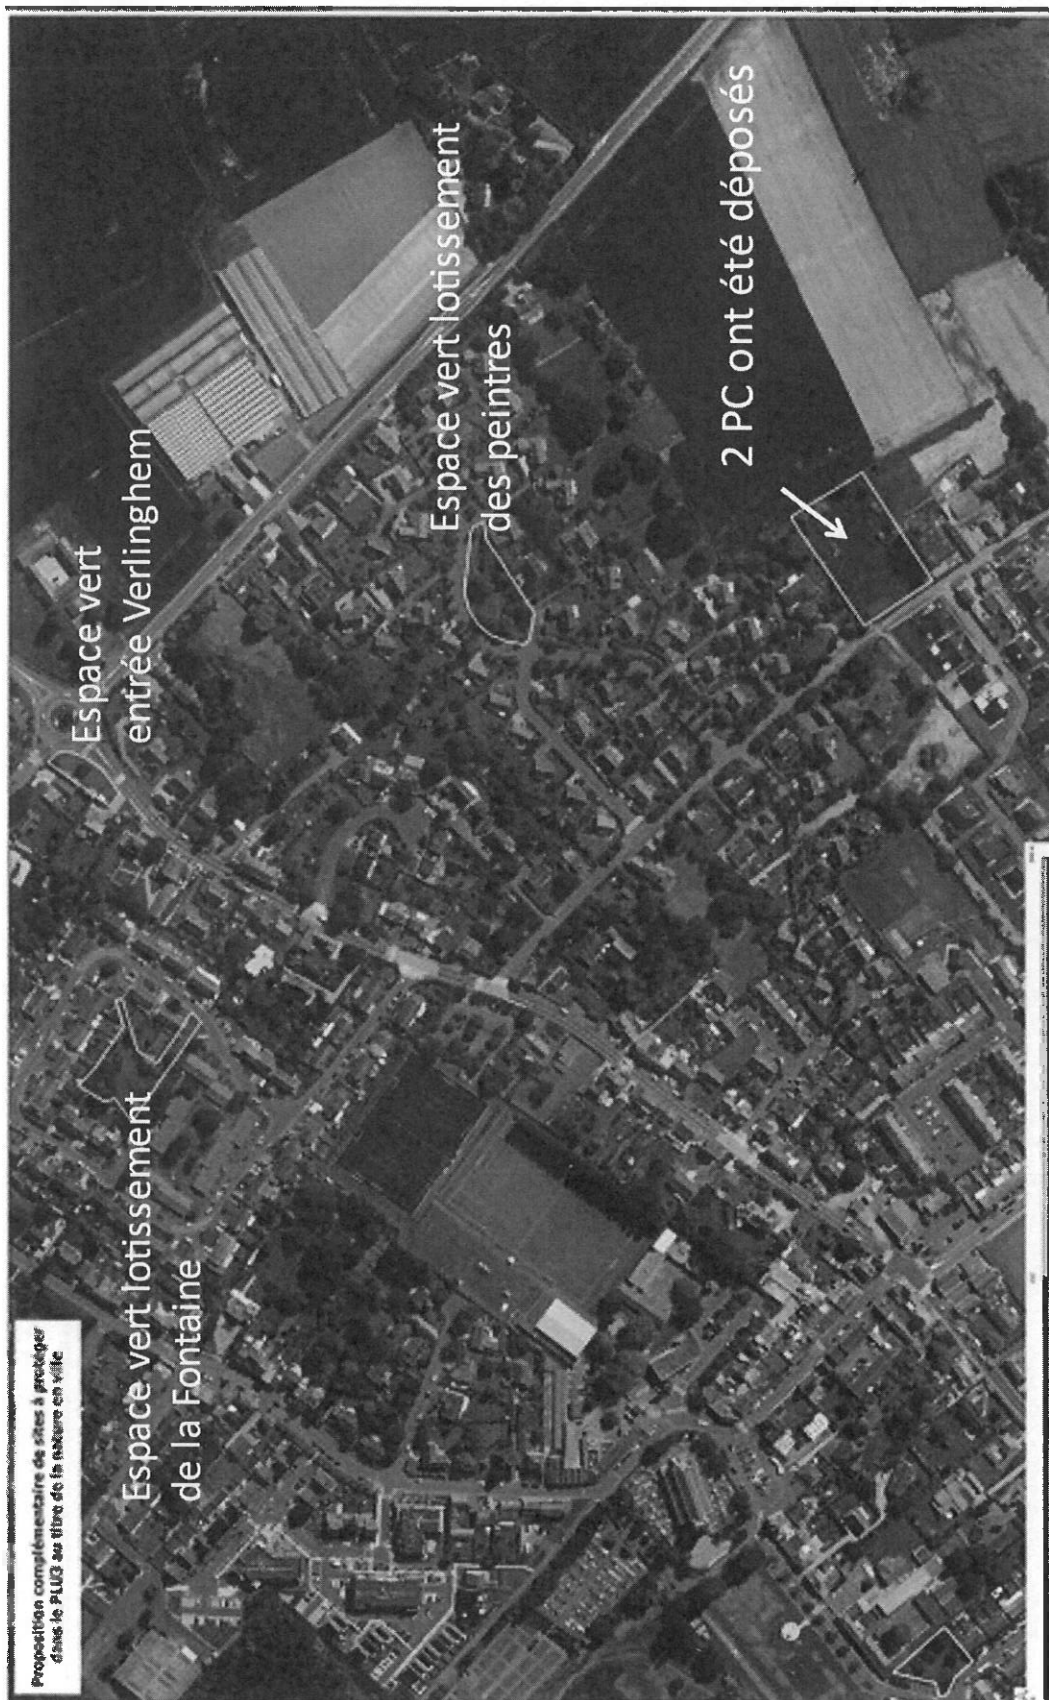 Proposition complémentaire de sites à protéger
dans le PLU3 au titre de la nature en ville
Espace vert lotissement
de la Fontaine
Espace vert
entrée Verlinghem
Espace vert lotissement
des peintres
2 PC ont été déposés